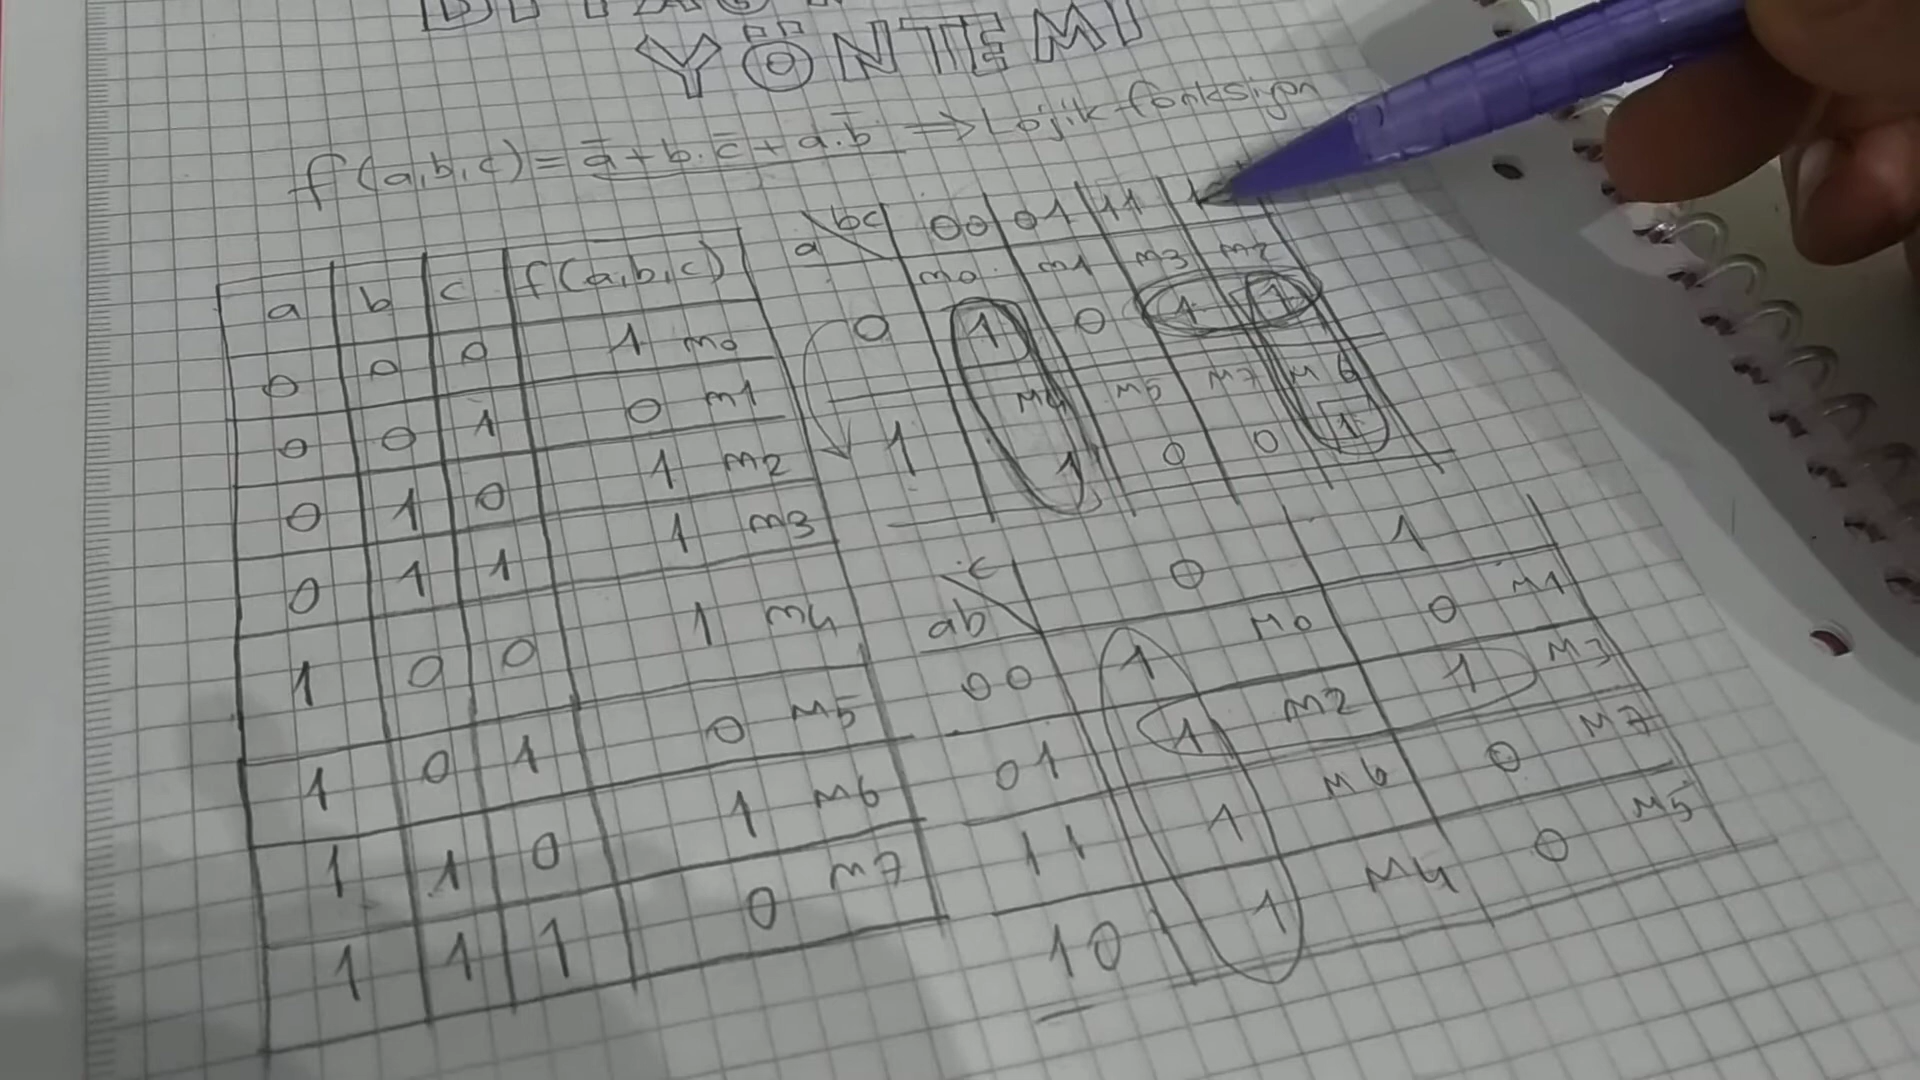 YÖNTEMİ
f(a,b,c) = a̅ + b.c̅ + a.b̅ => Lojik fonksiyon
a b c f(a,b,c)
0 0 0 1 m0
0 0 1 0 m1
0 1 0 1 m2
0 1 1 1 m3
1 0 0 1 m4
1 0 1 0 m5
1 1 0 1 m6
1 1 1 0 m7
a bc 00 01 11
m0 m1 m3 m2
0 1 0 1 1
m4 m5 m7 m6
1 1 0 0 1
ab c 0 1
00 1 m0 0 m1
01 1 m2 1 m3
11 1 m6 0 m7
10 1 m4 0 m5